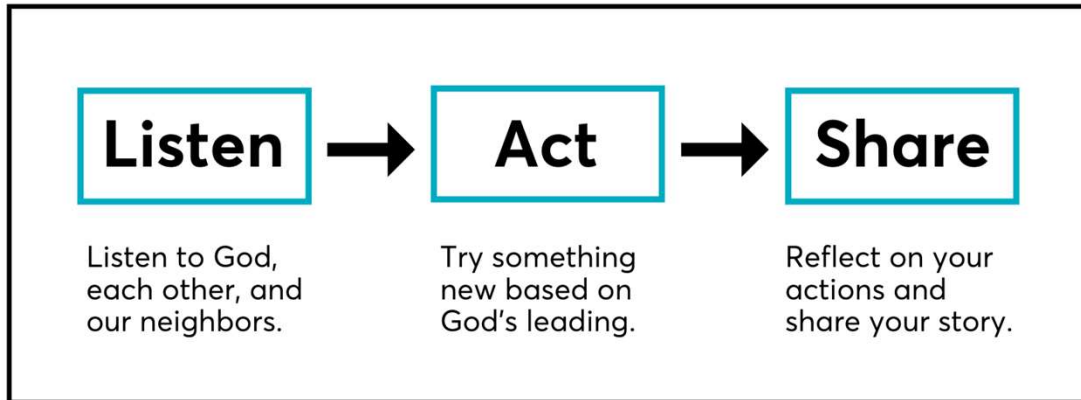 Listen
Act
Share
Listen to God,
each other, and
our neighbors.
Try something
new based on
God's leading.
Reflect on your
actions and
share your story.